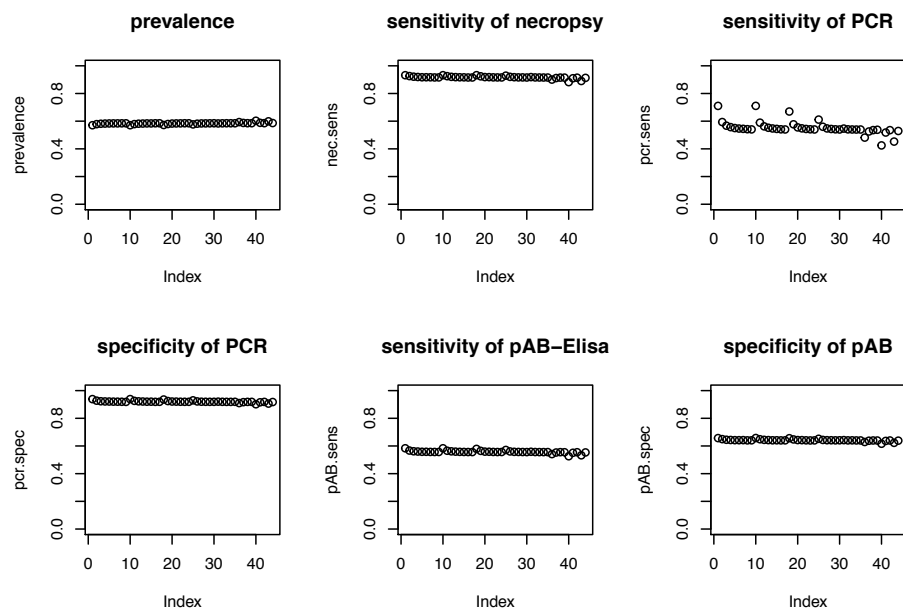 prevalence
prevalence
0.0 0.4 0.8
0 10 20 30 40
Index
sensitivity of necropsy
nec.sens
0.0 0.4 0.8
0 10 20 30 40
Index
sensitivity of PCR
pcr.sens
0.0 0.4 0.8
0 10 20 30 40
Index
specificity of PCR
pcr.spec
0.0 0.4 0.8
0 10 20 30 40
Index
sensitivity of pAB−Elisa
pAB.sens
0.0 0.4 0.8
0 10 20 30 40
Index
specificity of pAB
pAB.spec
0.0 0.4 0.8
0 10 20 30 40
Index